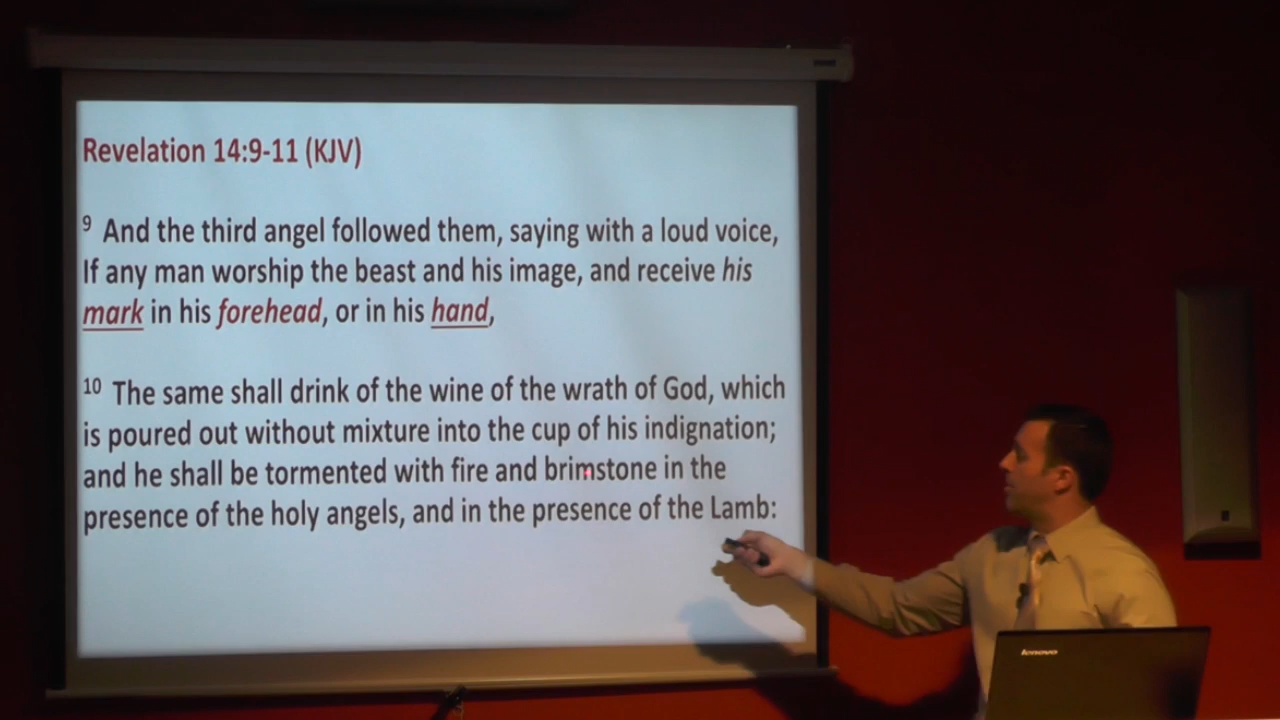 Revelation 14:9-11 (KJV)
9 And the third angel followed them, saying with a loud voice,
If any man worship the beast and his image, and receive his
mark in his forehead, or in his hand,
10 The same shall drink of the wine of the wrath of God, which
is poured out without mixture into the cup of his indignation;
and he shall be tormented with fire and brimstone in the
presence of the holy angels, and in the presence of the Lamb:
lenovo